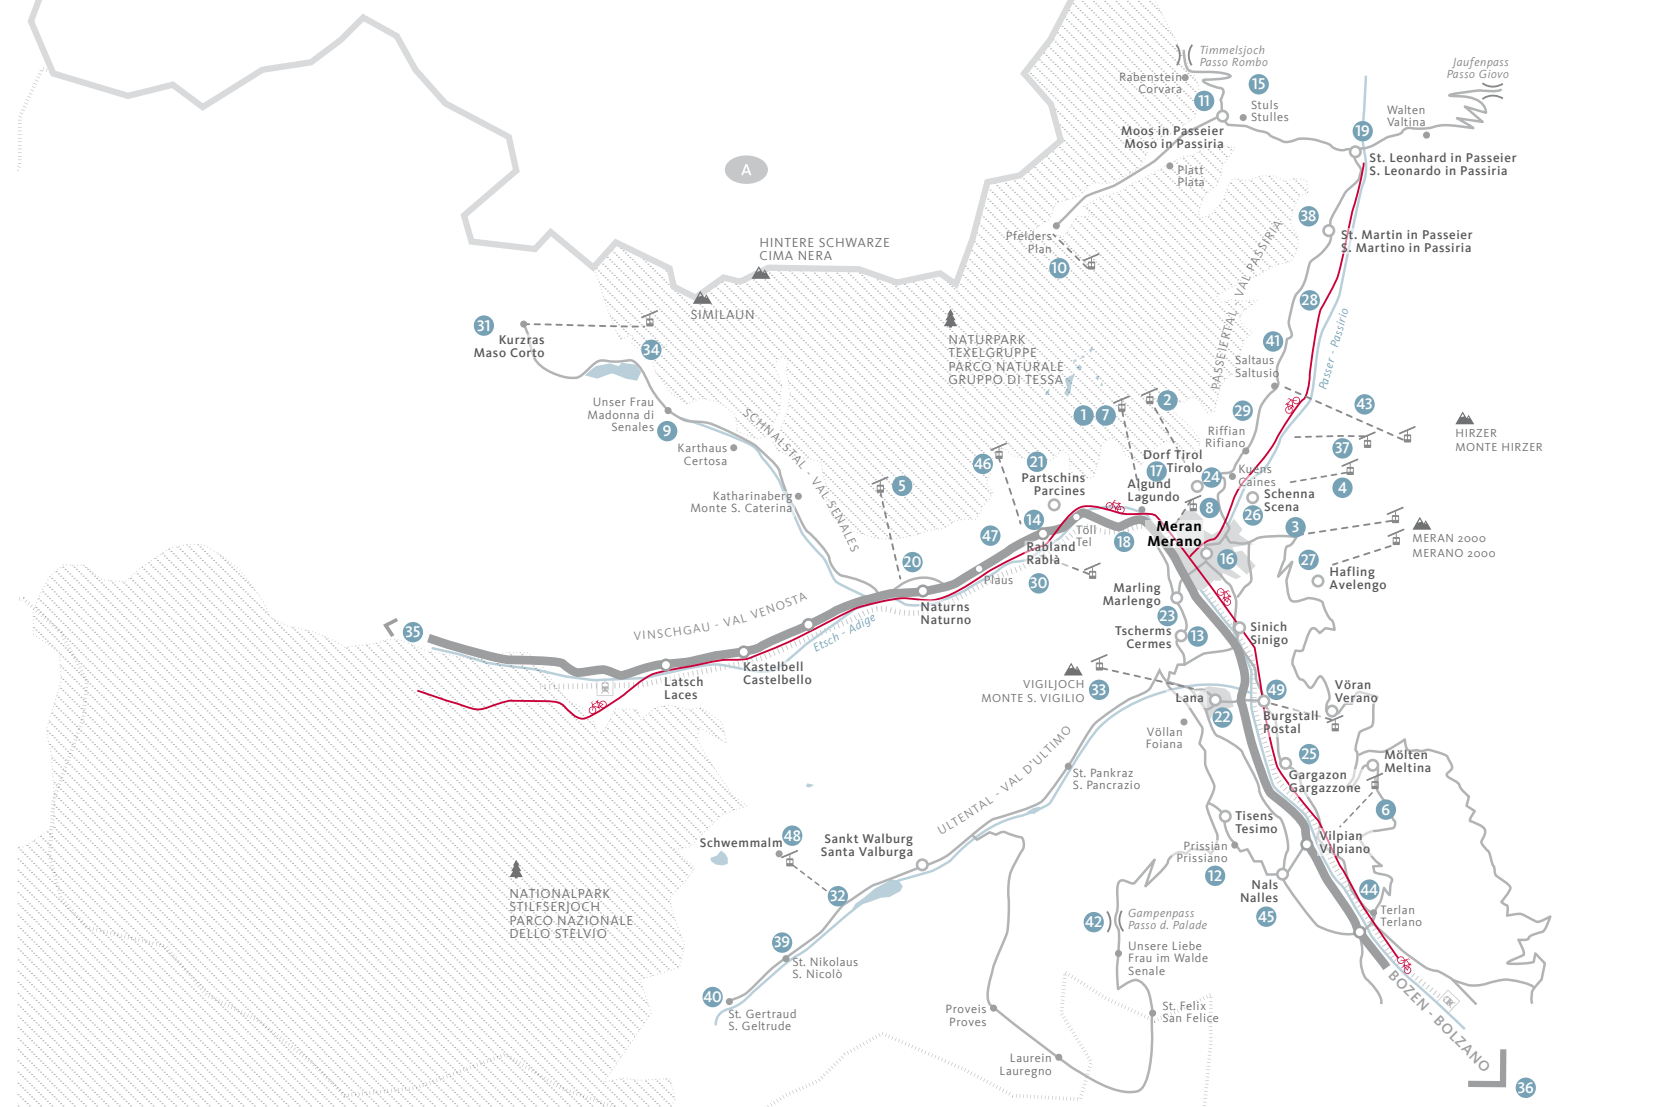 Timmelsjoch
Passo Rombo
Jaufenpass
Passo Giovo
Rabenstein
Corvara
15
11
Stuls
Stulles
Walten
Valtina
19
Moos in Passeier
Moso in Passiria
St. Leonhard in Passeier
S. Leonardo in Passiria
A
Platt
Plata
38
St. Martin in Passeier
S. Martino in Passiria
Pfelders
Plan
10
HINTERE SCHWARZE
CIMA NERA
SIMILAUN
PASSEIERTAL - VAL PASSIRIA
28
Passer - Passirio
31
Kurzras
Maso Corto
34
NATURPARK
TEXELGRUPPE
PARCO NATURALE
GRUPPO DI TESSA
41
Saltaus
Saltusio
Unser Frau
Madonna di
Senales
9
SCHNALSTAL - VAL SENALES
1
7
2
29
43
HIRZER
MONTE HIRZER
Riffian
Rifiano
37
Karthaus
Certosa
46
21
Partschins
Parcines
Dorf Tirol
Tirolo
17
24
Kuens
Caines
4
Algund
Lagundo
Schenna
Scena
5
Katharinaberg
Monte S. Caterina
8
26
3
14
47
Töll
Tel
18
Meran
Merano
MERAN 2000
MERANO 2000
Rabland
Rablà
20
Plaus
30
16
27
Hafling
Avelengo
Marling
Marlengo
Naturns
Naturno
VINSCHGAU - VAL VENOSTA
Etsch - Adige
35
23
Tscherms
Cermes
13
Sinich
Sinigo
Kastelbell
Castelbello
Latsch
Laces
VIGILJOCH
MONTE S. VIGILIO
33
Lana
22
49
Burgstall
Postal
Vöran
Verano
Völlan
Foiana
ULTENTAL - VAL D'ULTIMO
25
Mölten
Meltina
St. Pankraz
S. Pancrazio
Gargazon
Gargazzone
6
Tisens
Tesimo
Schwemmalm
48
Sankt Walburg
Santa Valburga
Vilpian
Vilpiano
Prissian
Prissiano
12
NATIONALPARK
STILFSERJOCH
PARCO NAZIONALE
DELLO STELVIO
32
Nals
Nalles
45
44
Terlan
Terlano
42
Gampenpass
Passo d. Palade
39
St. Nikolaus
S. Nicolò
Unsere Liebe
Frau im Walde
Senale
40
St. Gertraud
S. Geltrude
Proveis
Proves
St. Felix
San Felice
BOZEN - BOLZANO
Laurein
Lauregno
36